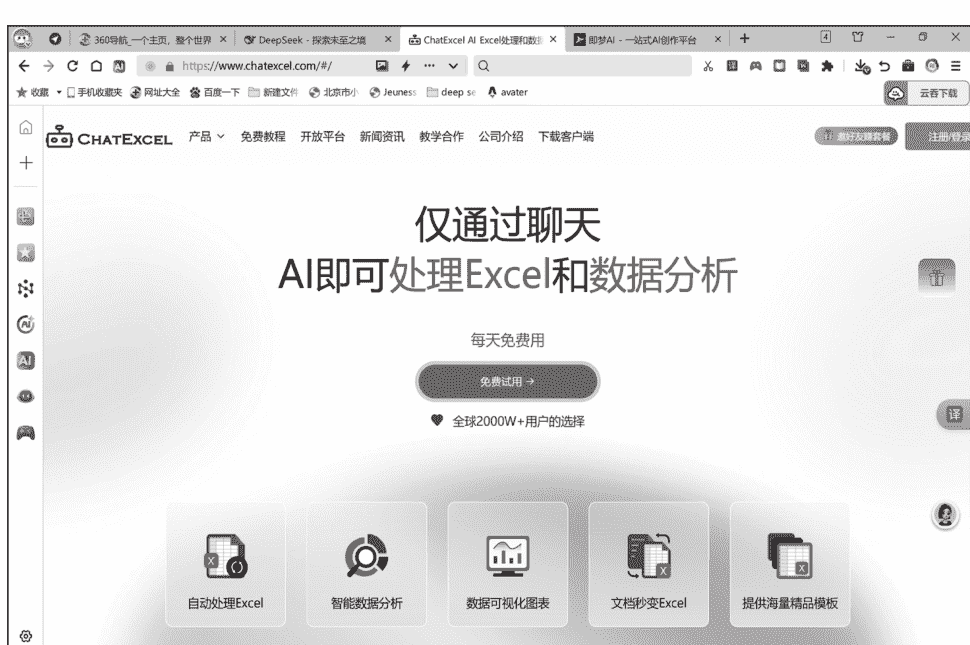 360导航_一个主页，整个世界
DeepSeek - 探索未至之境
ChatExcel AI Excel处理和数据
即梦AI - 一站式AI创作平台
4
https://www.chatexcel.com/#/
收藏 手机收藏夹 网址大全 百度一下 新建文件 北京市小 Jeuness deep se avater
云吞下载
CHATEXCEL 产品 免费教程 开放平台 新闻资讯 教学合作 公司介绍 下载客户端
邀好友赚套餐 注册/登录
仅通过聊天
AI即可处理Excel和数据分析
每天免费用
免费试用 →
全球2000W+用户的选择
译
自动处理Excel 智能数据分析 数据可视化图表 文档秒变Excel 提供海量精品模板